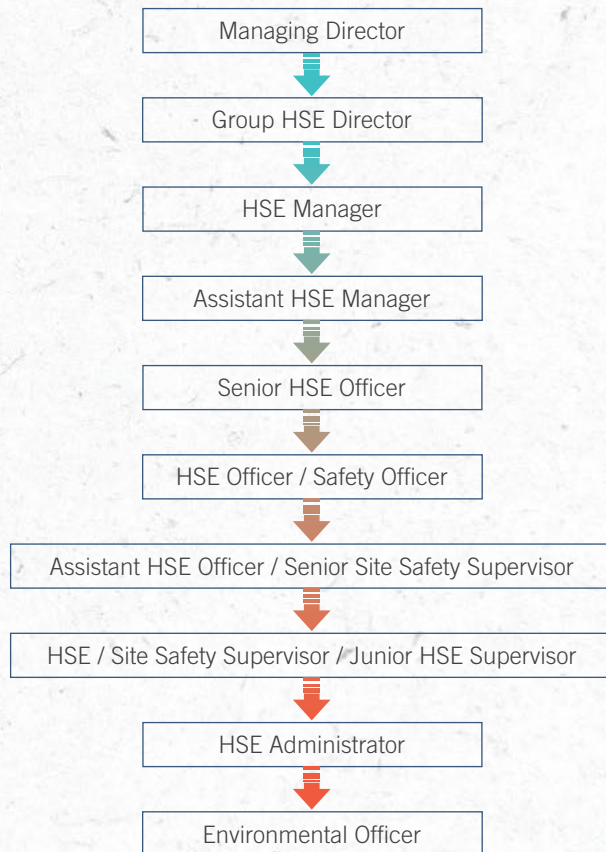 Managing Director
Group HSE Director
HSE Manager
Assistant HSE Manager
Senior HSE Officer
HSE Officer / Safety Officer
Assistant HSE Officer / Senior Site Safety Supervisor
HSE / Site Safety Supervisor / Junior HSE Supervisor
HSE Administrator
Environmental Officer